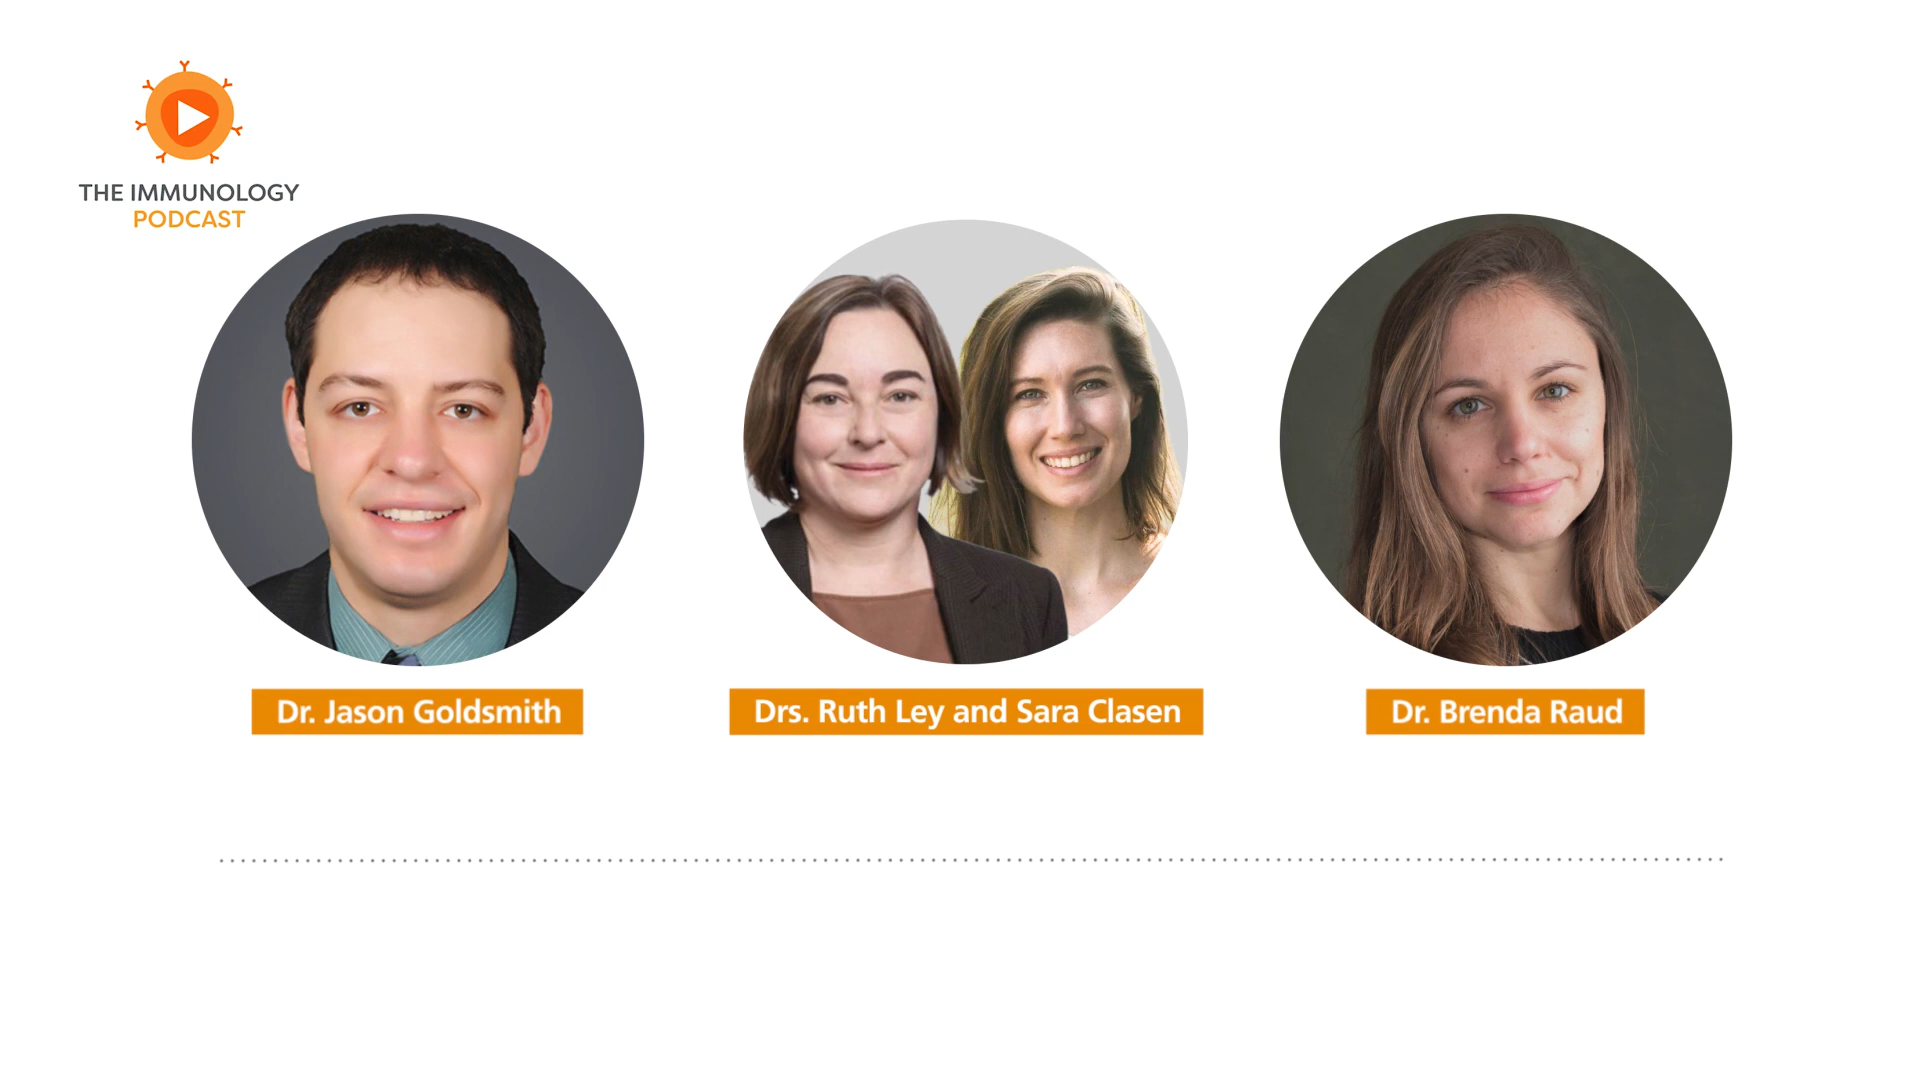 THE IMMUNOLOGY
PODCAST
Dr. Jason Goldsmith
Drs. Ruth Ley and Sara Clasen
Dr. Brenda Raud